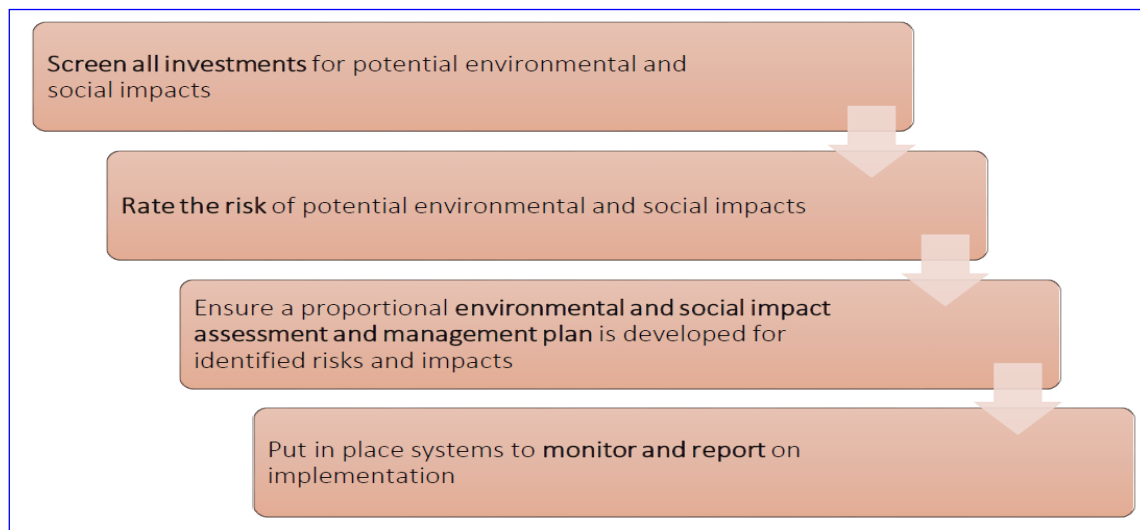 Screen all investments for potential environmental and
social impacts
Rate the risk of potential environmental and social impacts
Ensure a proportional environmental and social impact
assessment and management plan is developed for
identified risks and impacts
Put in place systems to monitor and report on
implementation